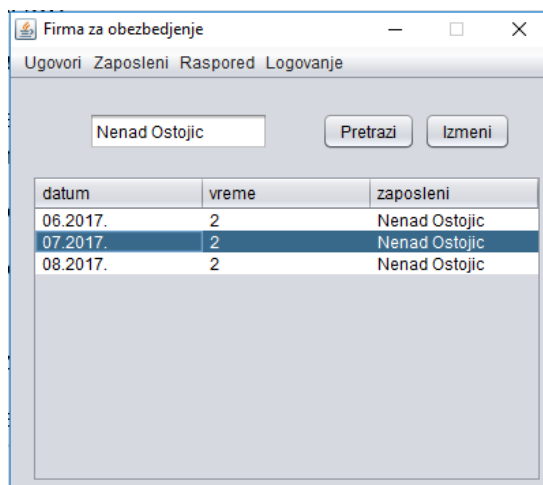 Firma za obezbedjenje
Ugovori Zaposleni Raspored Logovanje
Nenad Ostojic Pretrazi Izmeni
datum vreme zaposleni
06.2017. 2 Nenad Ostojic
07.2017. 2 Nenad Ostojic
08.2017. 2 Nenad Ostojic